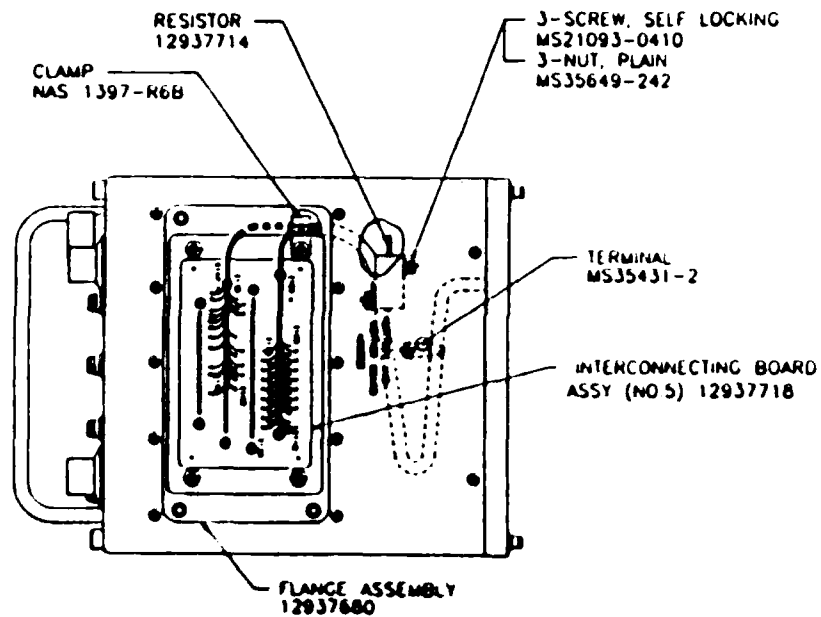 RESISTOR
12937714
3-SCREW, SELF LOCKING
MS21093-0410
3-NUT, PLAIN
MS35649-242
CLAMP
NAS 1397-R6B
TERMINAL
MS35431-2
INTERCONNECTING BOARD
ASSY (NO.5) 12937718
FLANGE ASSEMBLY
12937680